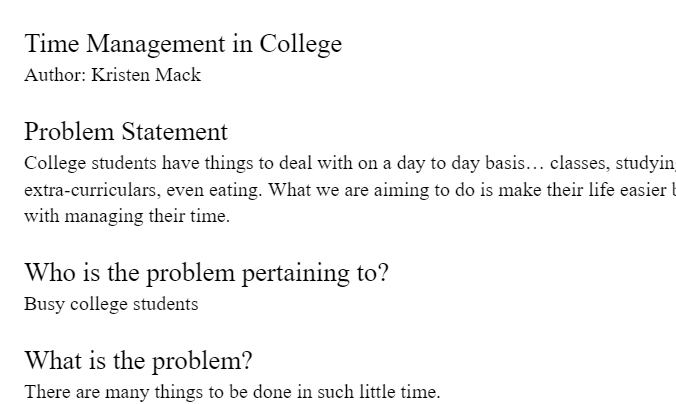 Time Management in College
Author: Kristen Mack
Problem Statement
College students have things to deal with on a day to day basis… classes,
extra-curriculars, even eating. What we are aiming to do is make their life easier
with managing their time.
Who is the problem pertaining to?
Busy college students
What is the problem?
There are many things to be done in such little time.